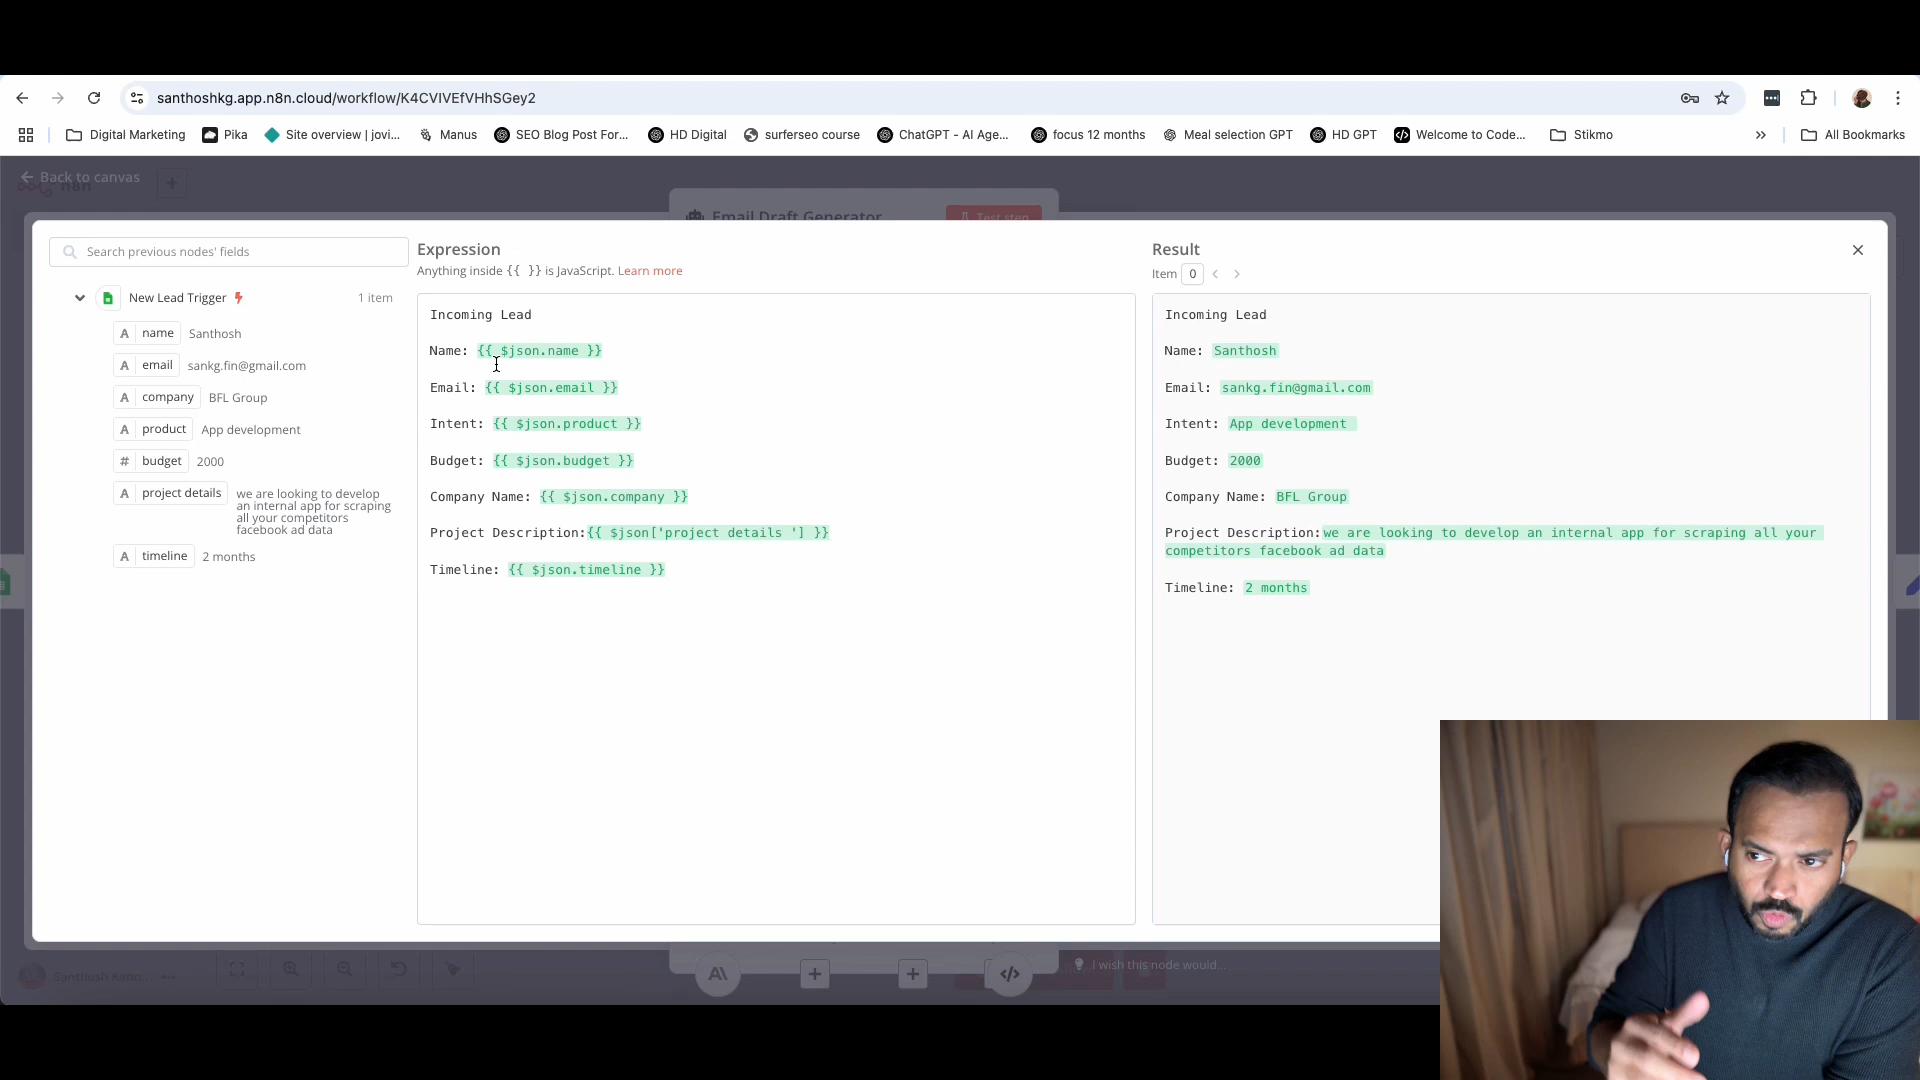 santhoshkg.app.n8n.cloud/workflow/K4CVIVEfVHhSGey2
Digital Marketing
Pika
Site overview | jovi...
Manus
SEO Blog Post For...
HD Digital
surferseo course
ChatGPT - AI Age...
focus 12 months
Meal selection GPT
HD GPT
Welcome to Code...
Stikmo
»
All Bookmarks
Back to canvas
n8n
Email Draft Generator
Test step
Search previous nodes' fields
New Lead Trigger
1 item
A name Santhosh
A email sankg.fin@gmail.com
A company BFL Group
A product App development
# budget 2000
A project details we are looking to develop
an internal app for scraping
all your competitors
facebook ad data
A timeline 2 months
Expression
Anything inside {{ }} is JavaScript. Learn more
Incoming Lead
Name: {{ $json.name }}
Email: {{ $json.email }}
Intent: {{ $json.product }}
Budget: {{ $json.budget }}
Company Name: {{ $json.company }}
Project Description:{{ $json['project details '] }}
Timeline: {{ $json.timeline }}
Result
Item 0
Incoming Lead
Name: Santhosh
Email: sankg.fin@gmail.com
Intent: App development
Budget: 2000
Company Name: BFL Group
Project Description:we are looking to develop an internal app for scraping all your
competitors facebook ad data
Timeline: 2 months
I wish this node would...